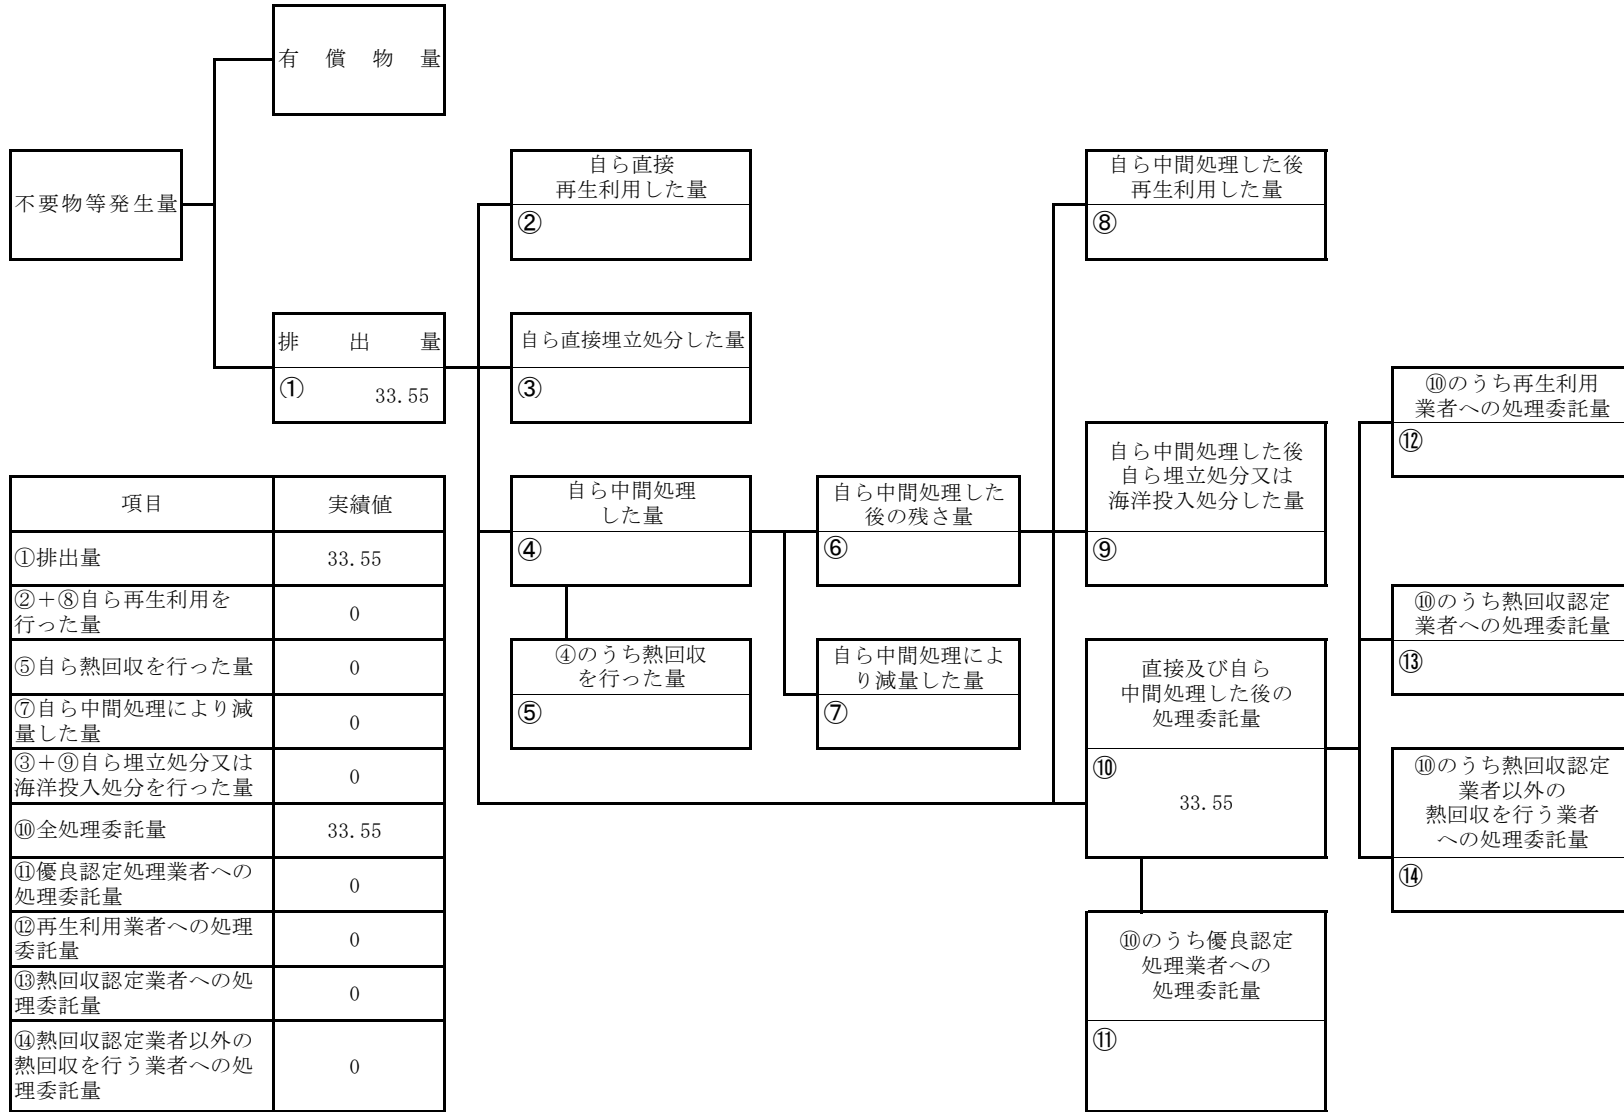 有償物量
不要物等発生量
排出量
① 33.55
自ら直接
再生利用した量
②
自ら直接埋立処分した量
③
自ら中間処理
した量
④
④のうち熱回収
を行った量
⑤
自ら中間処理した
後の残さ量
⑥
自ら中間処理によ
り減量した量
⑦
自ら中間処理した後
再生利用した量
⑧
自ら中間処理した後
自ら埋立処分又は
海洋投入処分した量
⑨
直接及び自ら
中間処理した後の
処理委託量
⑩
33.55
⑩のうち優良認定
処理業者への
処理委託量
⑪
⑩のうち再生利用
業者への処理委託量
⑫
⑩のうち熱回収認定
業者への処理委託量
⑬
⑩のうち熱回収認定
業者以外の
熱回収を行う業者
への処理委託量
⑭
項目 実績値
①排出量 33.55
②+⑧自ら再生利用を
行った量 0
⑤自ら熱回収を行った量 0
⑦自ら中間処理により減
量した量 0
③+⑨自ら埋立処分又は
海洋投入処分を行った量 0
⑩全処理委託量 33.55
⑪優良認定処理業者への
処理委託量 0
⑫再生利用業者への処理
委託量 0
⑬熱回収認定業者への処
理委託量 0
⑭熱回収認定業者以外の
熱回収を行う業者への処
理委託量 0